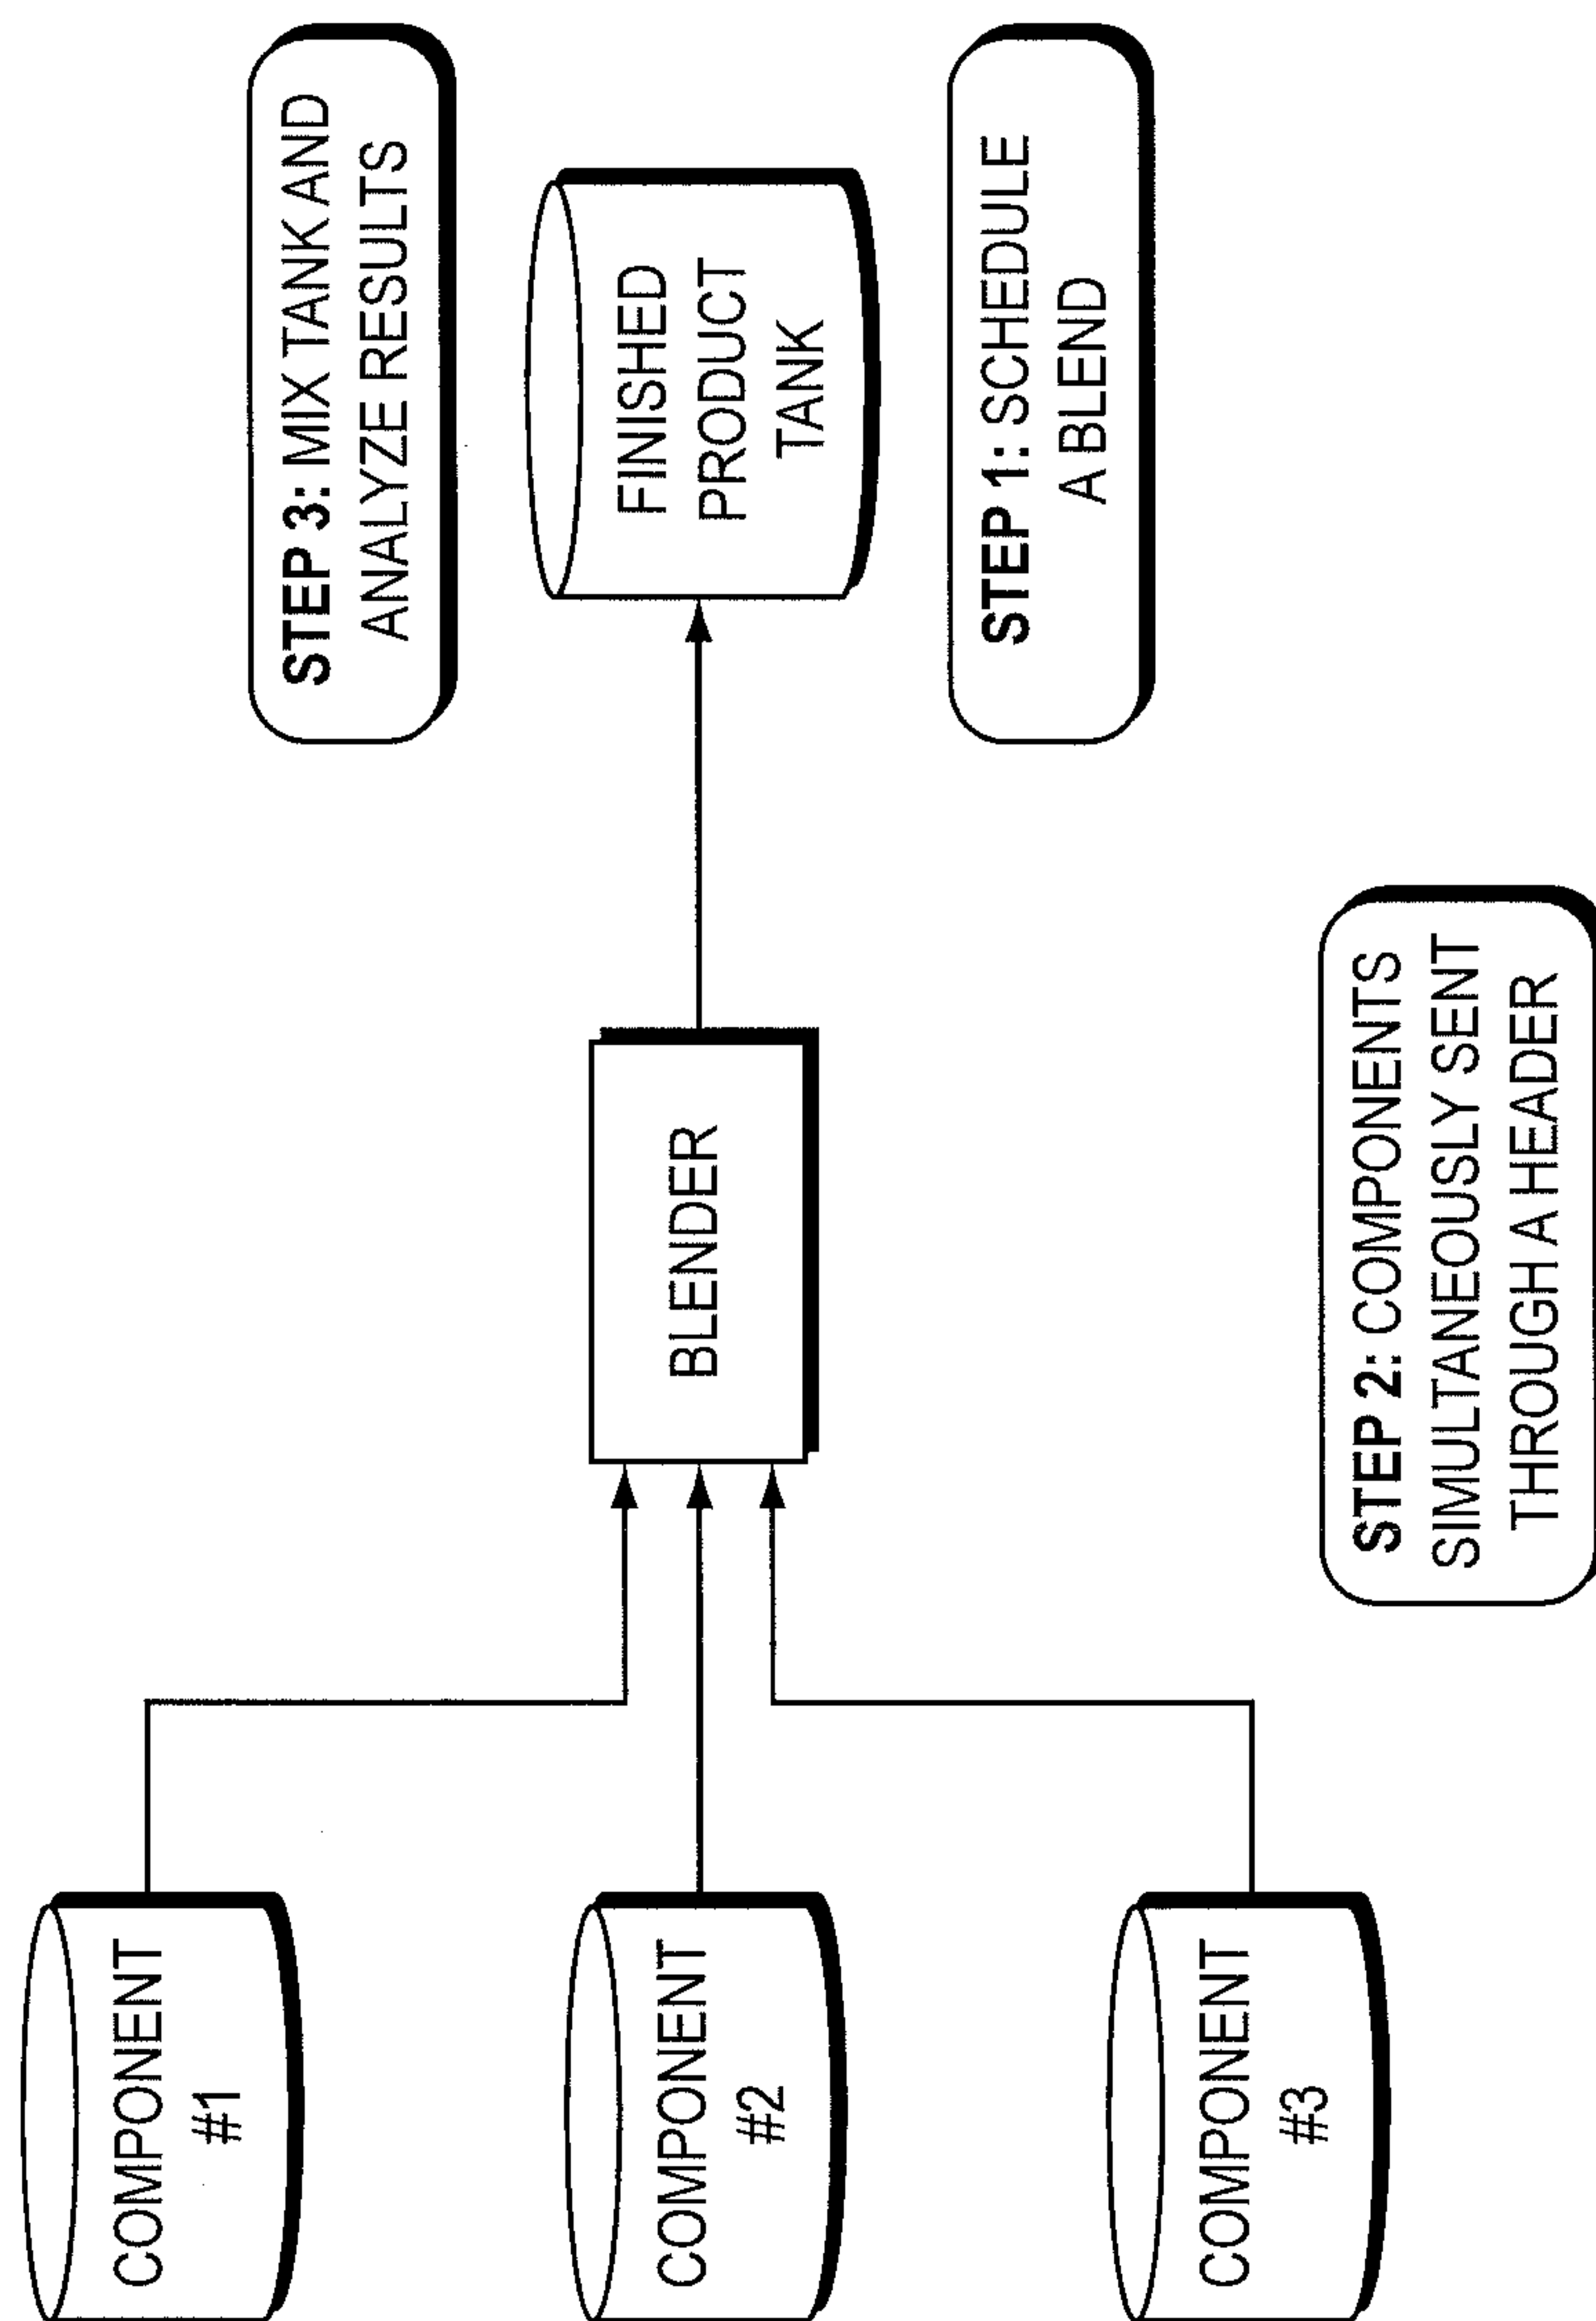 COMPONENT
#1
COMPONENT
#2
COMPONENT
#3
BLENDER
STEP 2: COMPONENTS
SIMULTANEOUSLY SENT
THROUGH A HEADER
STEP 3: MIX TANK AND
ANALYZE RESULTS
FINISHED
PRODUCT
TANK
STEP 1: SCHEDULE
A BLEND